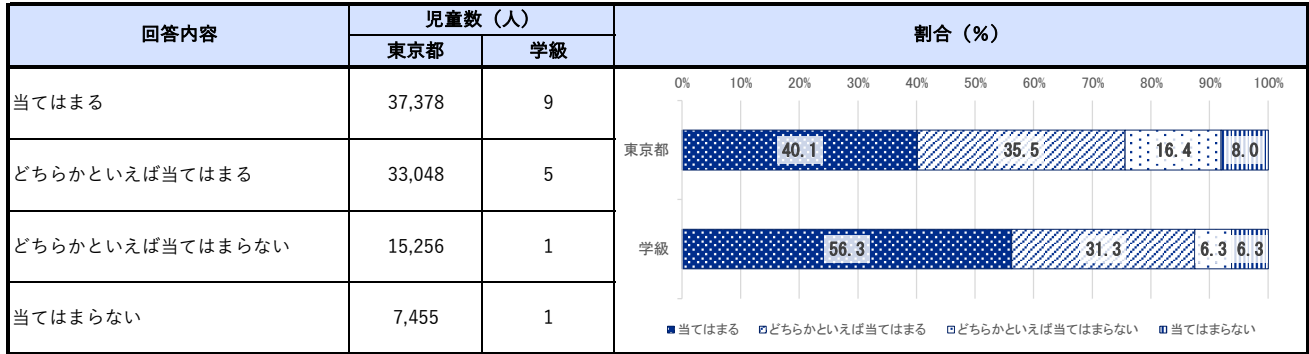 回答内容 児童数（人） 割合（%）
東京都 学級
当てはまる 37,378 9
どちらかといえば当てはまる 33,048 5
どちらかといえば当てはまらない 15,256 1
当てはまらない 7,455 1
0% 10% 20% 30% 40% 50% 60% 70% 80% 90% 100%
東京都 40.1 35.5 16.4 8.0
学級 56.3 31.3 6.3 6.3
当てはまる どちらかといえば当てはまる どちらかといえば当てはまらない 当てはまらない